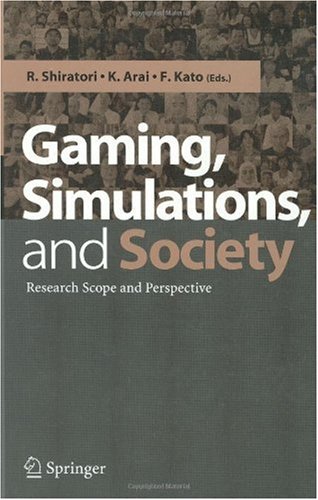 R. Shiratori • K. Arai • F. Kato (Eds.)
Gaming,
Simulations,
and Society
Research Scope and Perspective
Springer